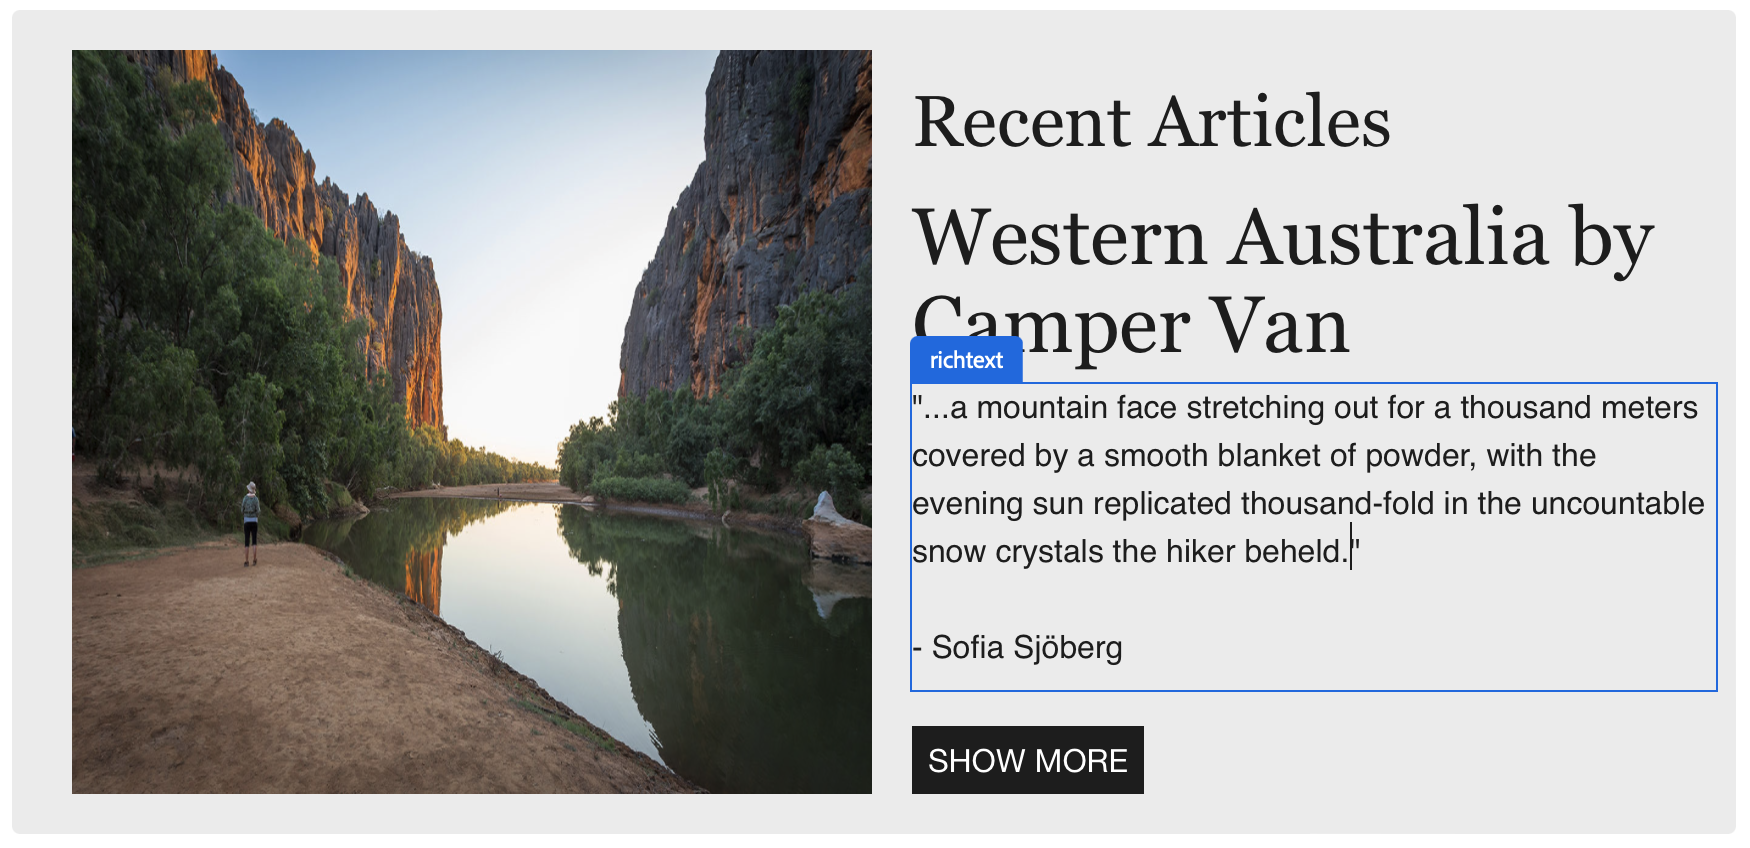 Recent Articles
Western Australia by
Camper Van
richtext
"...a mountain face stretching out for a thousand meters
covered by a smooth blanket of powder, with the
evening sun replicated thousand-fold in the uncountable
snow crystals the hiker beheld."
- Sofia Sjöberg
SHOW MORE